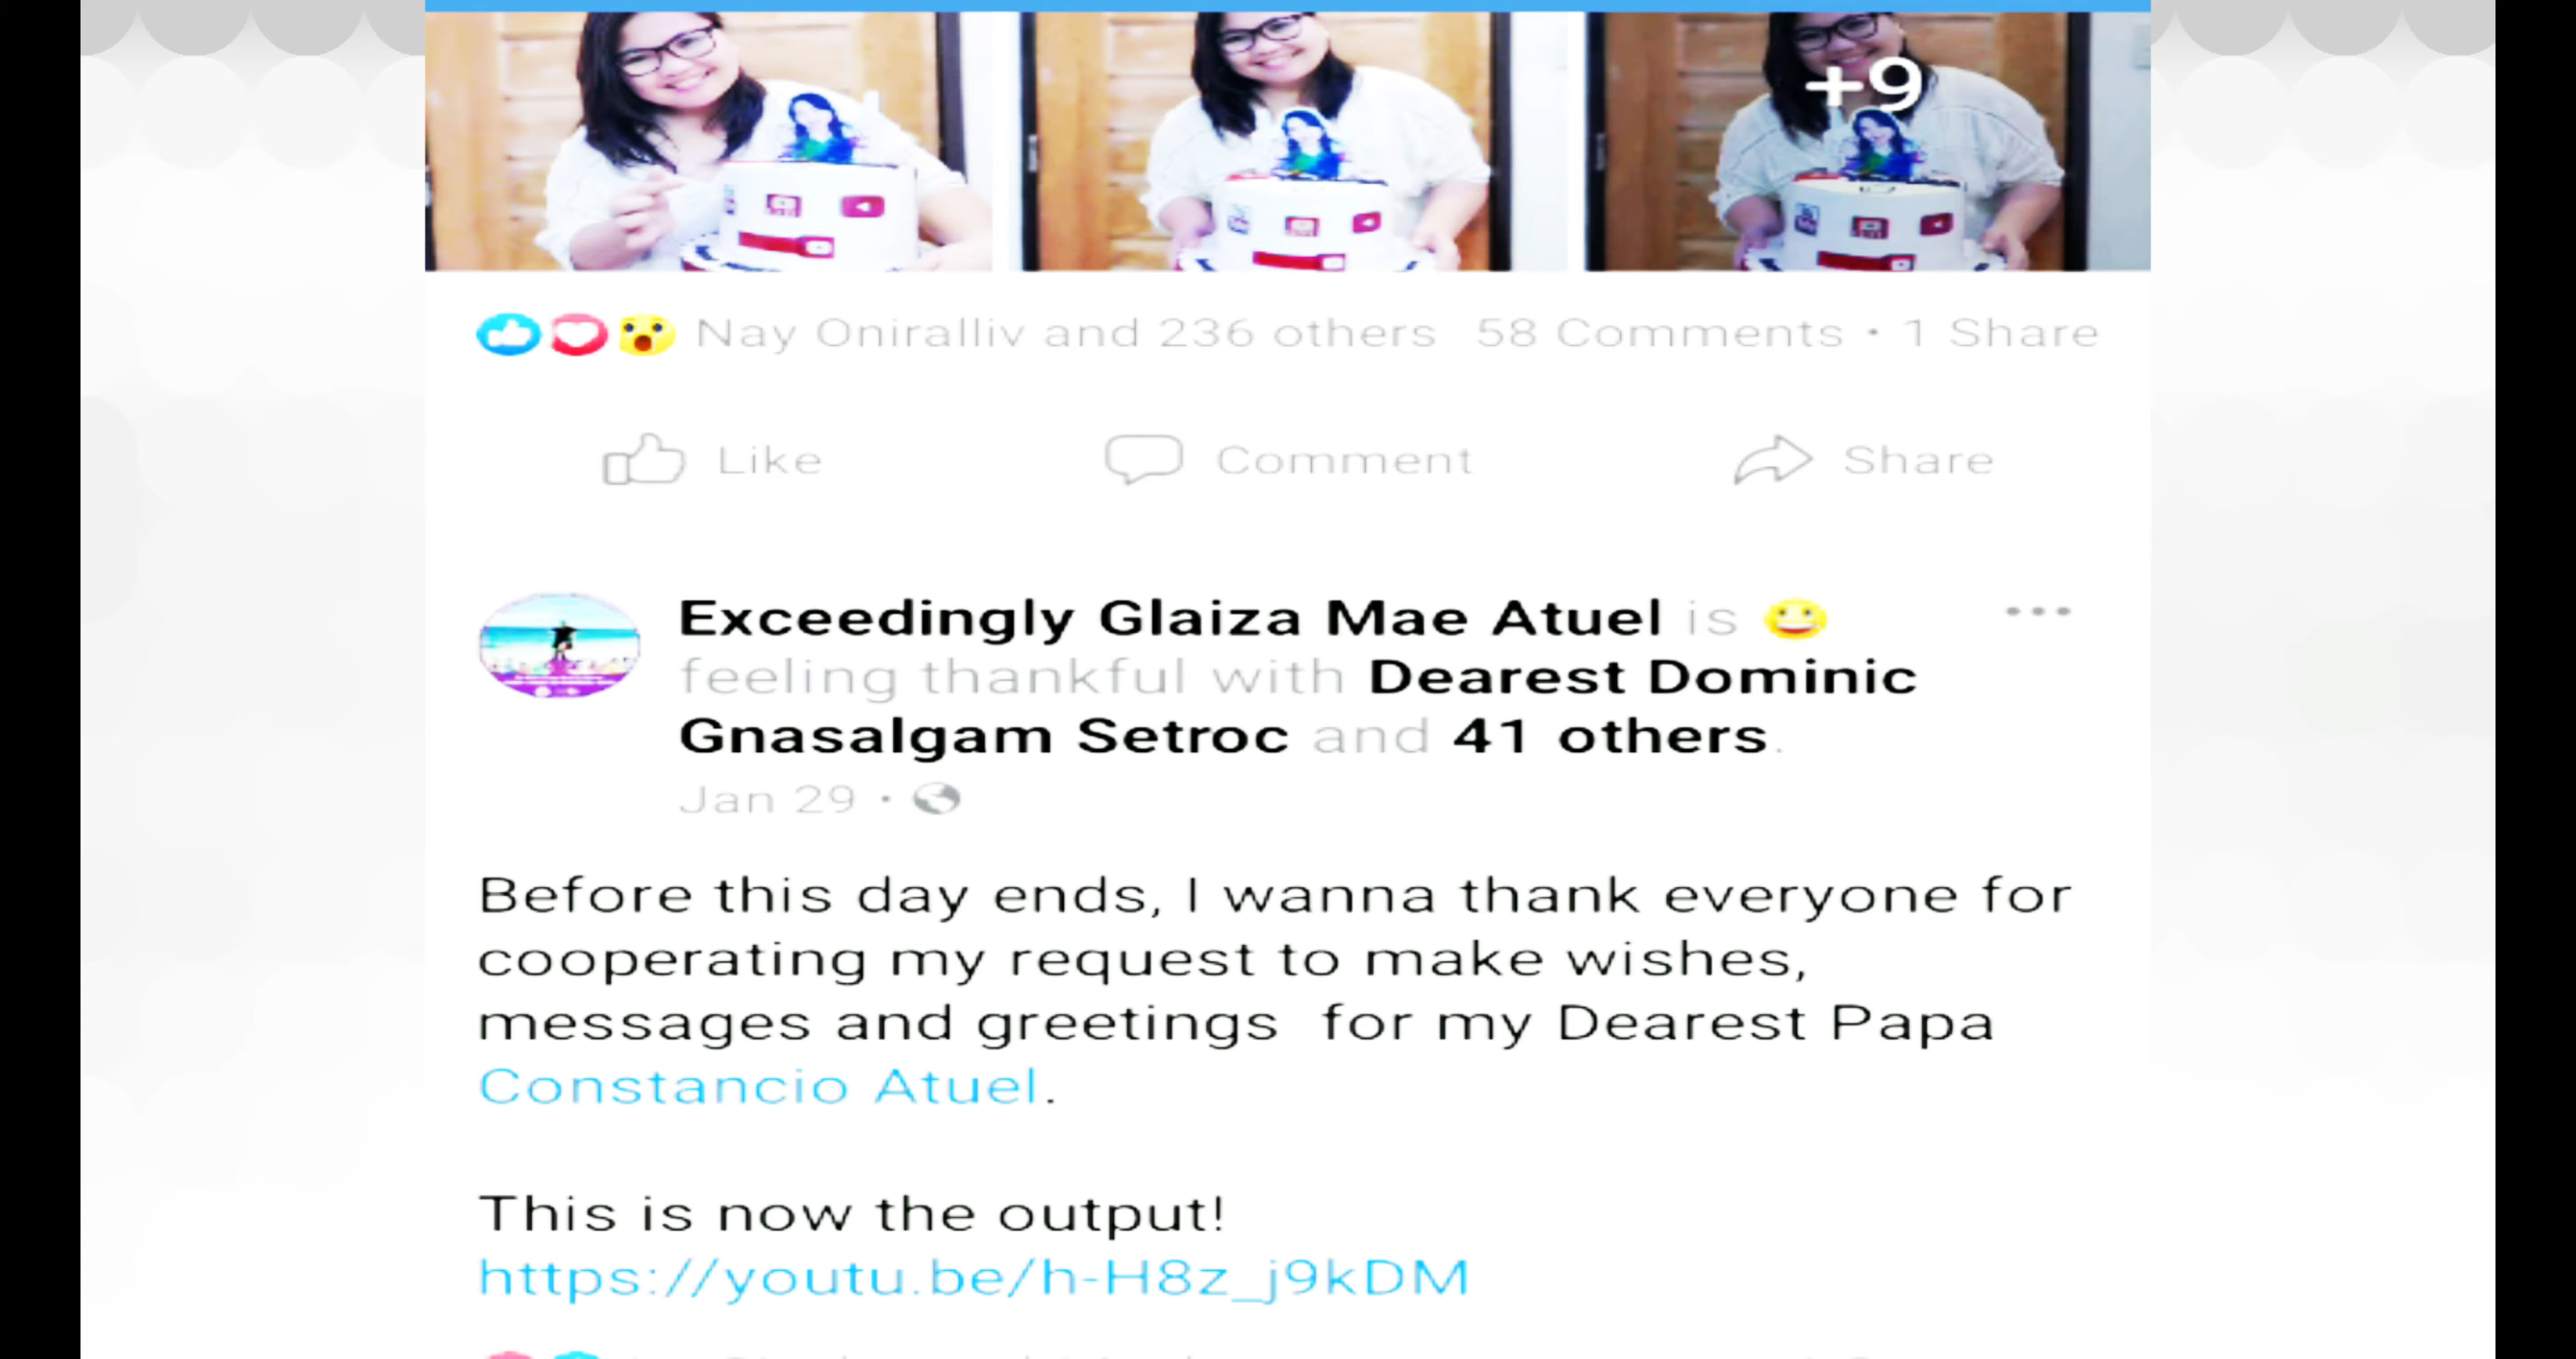 +9
Nay Oniralliv and 236 others 58 Comments • 1 Share
Like Comment Share
Exceedingly Glaiza Mae Atuel is
feeling thankful with Dearest Dominic
Gnasalgam Setroc and 41 others.
Jan 29 •
Before this day ends, I wanna thank everyone for
cooperating my request to make wishes,
messages and greetings for my Dearest Papa
Constancio Atuel.
This is now the output!
https://youtu.be/h-H8z_j9kDM